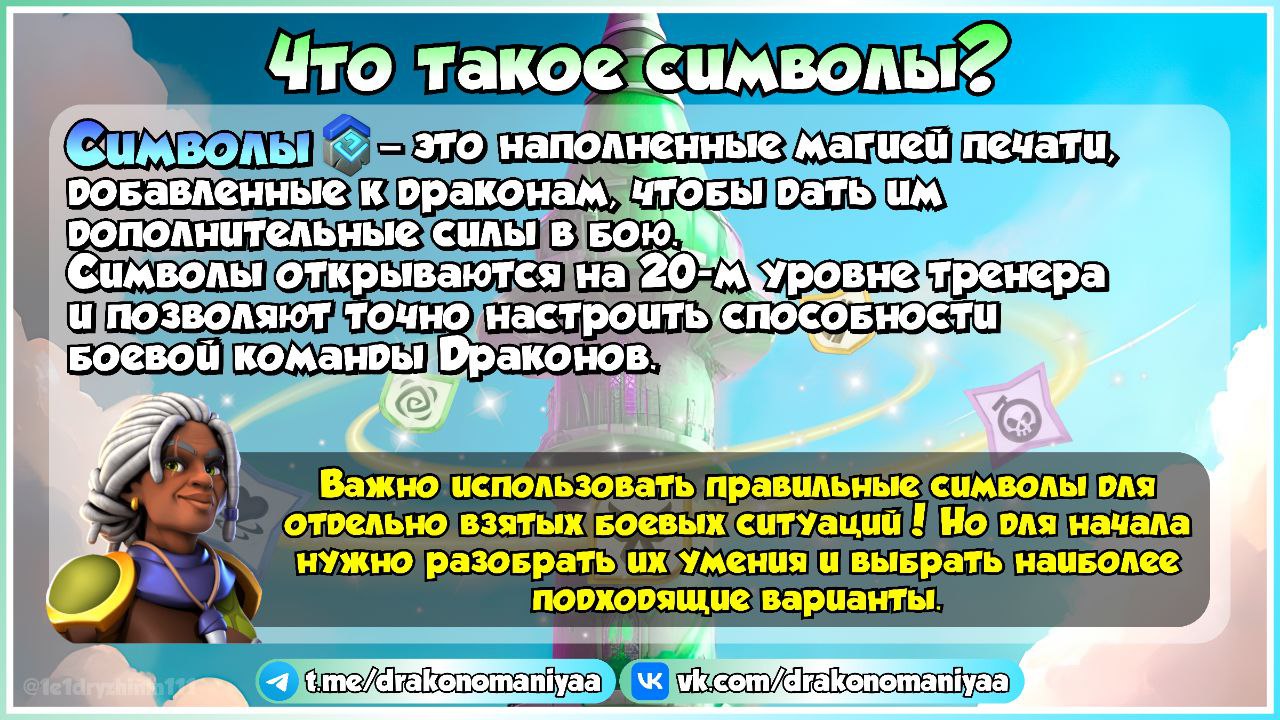 Что такое символы?
Символы – это наполненные магией печати,
добавленные к драконам, чтобы дать им
дополнительные силы в бою.
Символы открываются на 20-м уровне тренера
и позволяют точно настроить способности
боевой команды Драконов.
Важно использовать правильные символы для
отдельно взятых боевых ситуаций! Но для начала
нужно разобрать их умения и выбрать наиболее
подходящие варианты.
t.me/drakonomaniyaa
vk.com/drakonomaniyaa